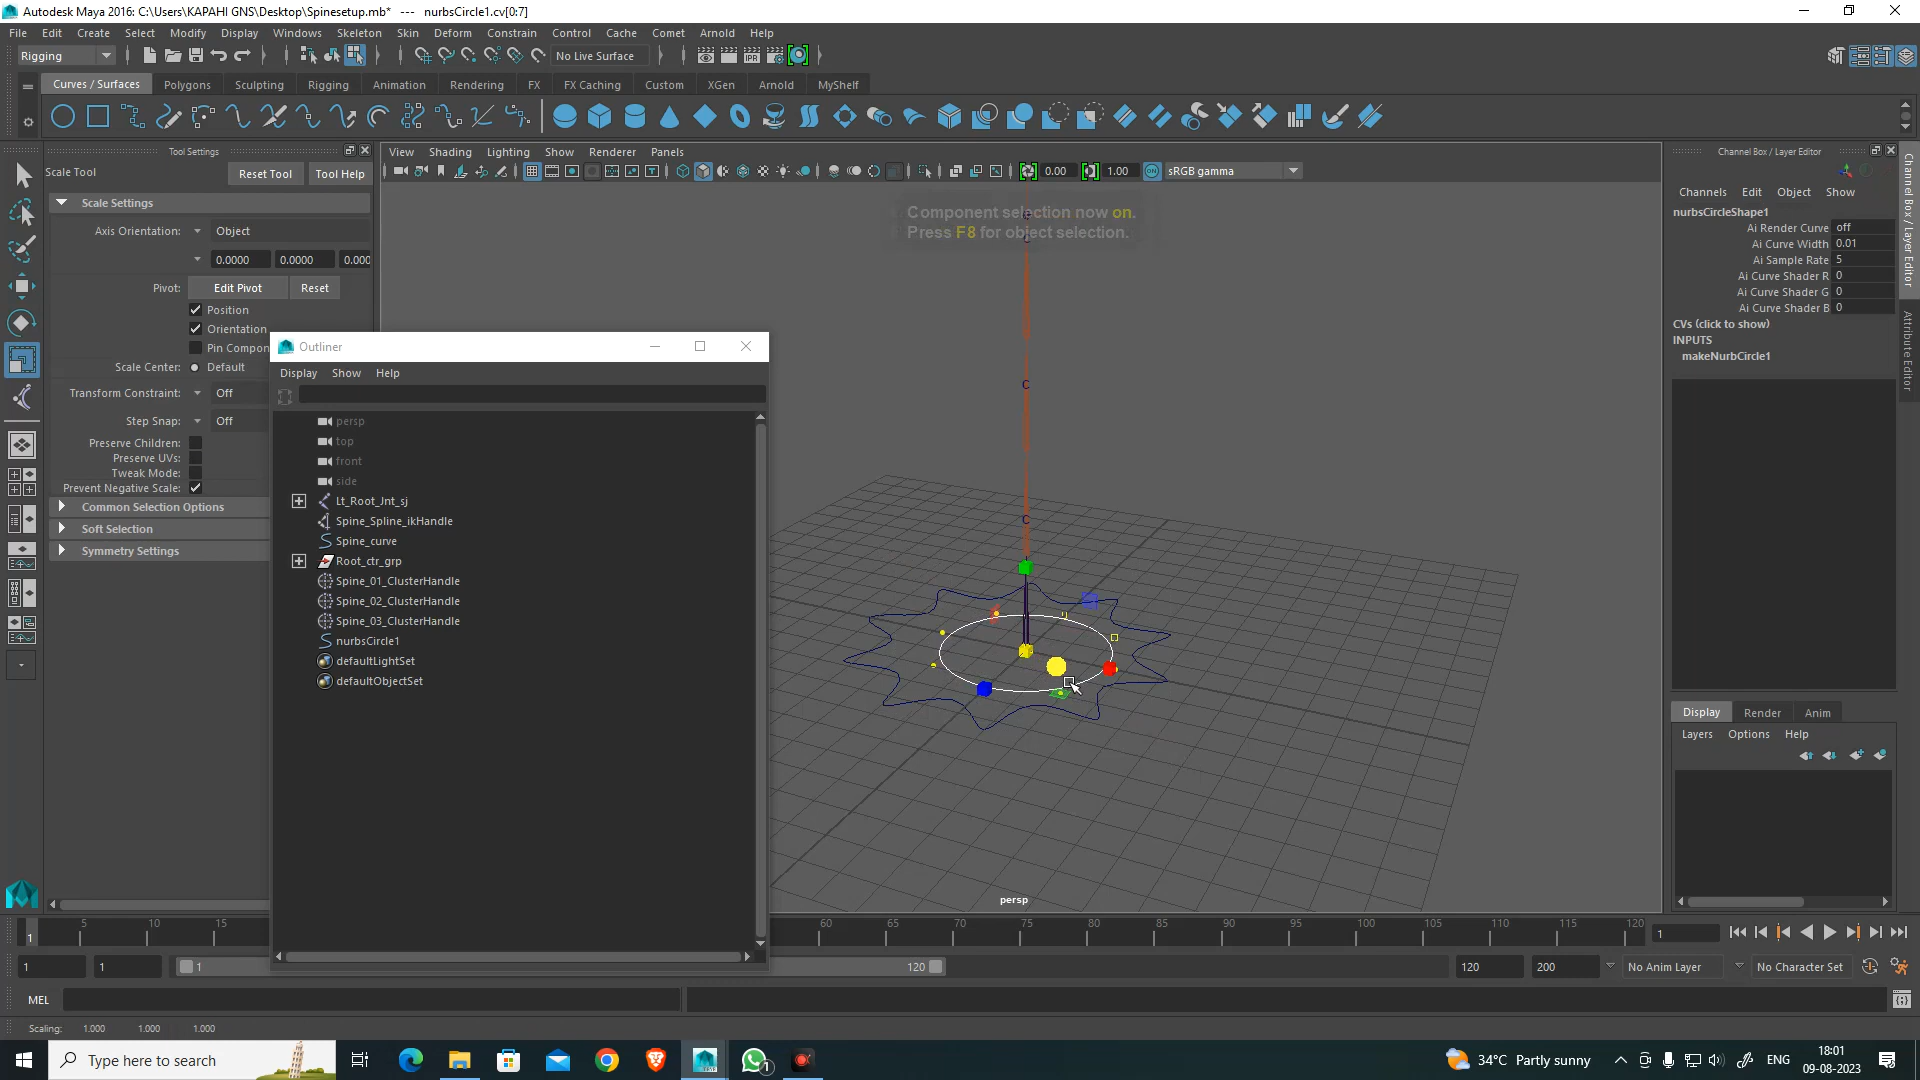 Autodesk Maya 2016: C:\Users\KAPAHI GNS\Desktop\Spinesetup.mb*   ---   nurbsCircle1.cv[0:7]
File Edit Create Select Modify Display Windows Skeleton Skin Deform Constrain Control Cache Comet Arnold Help
Rigging No Live Surface
Curves / Surfaces Polygons Sculpting Rigging Animation Rendering FX FX Caching Custom XGen Arnold MyShelf
Tool Settings
Scale Tool Reset Tool Tool Help
Scale Settings
Axis Orientation: Object
0.0000 0.0000 0.000
Pivot: Edit Pivot Reset
Position
Orientation
Pin Compon
Scale Center: Default
Transform Constraint: Off
Step Snap: Off
Preserve Children:
Preserve UVs:
Tweak Mode:
Prevent Negative Scale:
Common Selection Options
Soft Selection
Symmetry Settings
View Shading Lighting Show Renderer Panels
0.00 1.00 ON sRGB gamma
Component selection now on.
Press F8 for object selection.
C
C
persp
Outliner
Display Show Help
persp
top
front
side
Lt_Root_Jnt_sj
Spine_Spline_ikHandle
Spine_curve
Root_ctr_grp
Spine_01_ClusterHandle
Spine_02_ClusterHandle
Spine_03_ClusterHandle
nurbsCircle1
defaultLightSet
defaultObjectSet
Channel Box / Layer Editor
Channels Edit Object Show
nurbsCircleShape1
Ai Render Curve off
Ai Curve Width 0.01
Ai Sample Rate 5
Ai Curve Shader R 0
Ai Curve Shader G 0
Ai Curve Shader B 0
CVs (click to show)
INPUTS
makeNurbCircle1
Display Render Anim
Layers Options Help
Channel Box / Layer Editor
Attribute Editor
5 10 15 60 65 70 75 80 85 90 95 100 105 110 115 120
1 1
1 1 1 120 120 200 No Anim Layer No Character Set
MEL
Scaling: 1.000 1.000 1.000
Type here to search
1
34°C Partly sunny ENG 18:01
09-08-2023